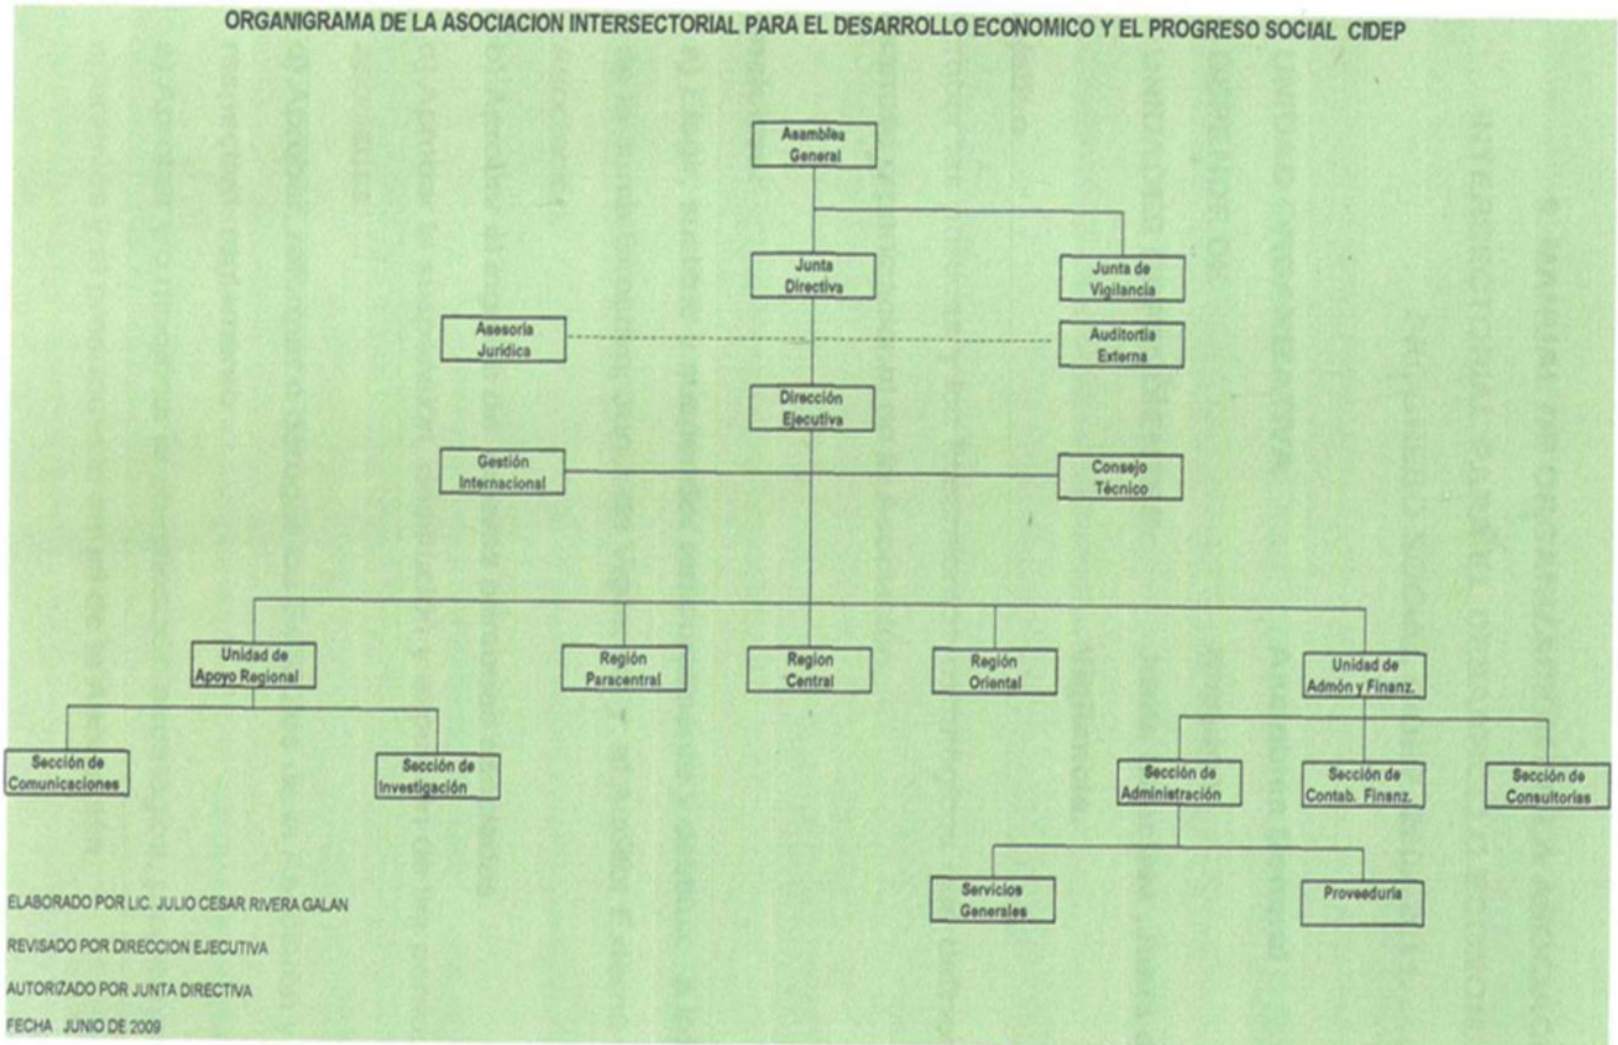 ORGANIGRAMA DE LA ASOCIACION INTERSECTORIAL PARA EL DESARROLLO ECONOMICO Y EL PROGRESO SOCIAL CIDEP
Asamblea
General
Junta
Directiva
Junta de
Vigilancia
Asesoria
Jurídica
Auditortia
Externa
Dirección
Ejecutiva
Gestión
Internacional
Consejo
Técnico
Unidad de
Apoyo Regional
Región
Paracentral
Region
Central
Región
Oriental
Unidad de
Admón y Finanz.
Sección de
Comunicaciones
Sección de
Investigación
Sección de
Administración
Sección de
Contab. Finanz.
Sección de
Consultorias
Servicios
Generales
Proveeduria
ELABORADO POR LIC. JULIO CESAR RIVERA GALAN
REVISADO POR DIRECCION EJECUTIVA
AUTORIZADO POR JUNTA DIRECTIVA
FECHA JUNIO DE 2009